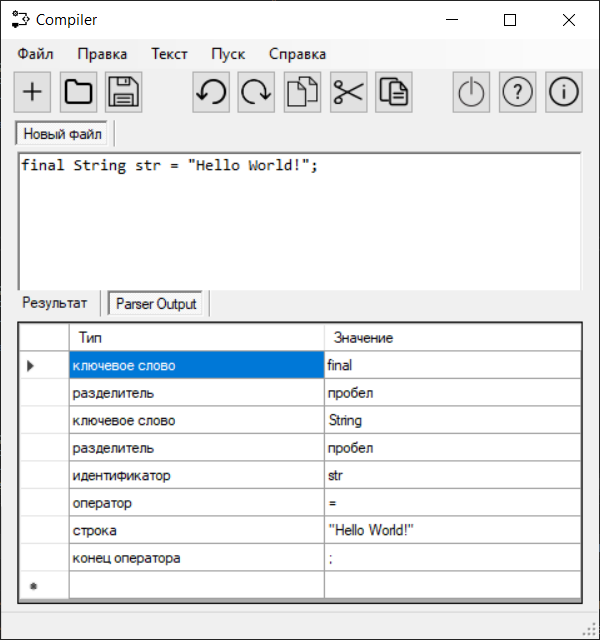 Compiler
Файл Правка Текст Пуск Справка
Новый файл
final String str = "Hello World!";
Результат Parser Output
Тип Значение
ключевое слово final
разделитель пробел
ключевое слово String
разделитель пробел
идентификатор str
оператор =
строка "Hello World!"
конец оператора ;